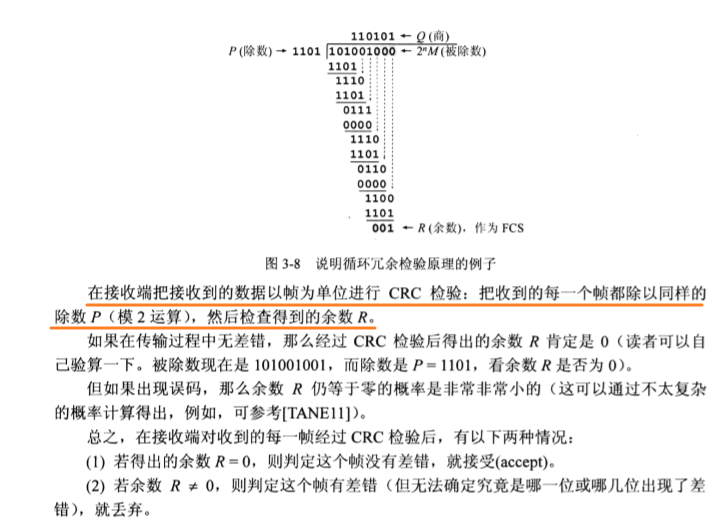 110101 ← Q (商)
P (除数) → 1101 101001000 ← 2ⁿM (被除数)
1101
1110
1101
0111
0000
1110
1101
0110
0000
1100
1101
001 ← R (余数), 作为 FCS
图 3-8 说明循环冗余检验原理的例子
在接收端把接收到的数据以帧为单位进行 CRC 检验：把收到的每一个帧都除以同样的
除数 P（模 2 运算），然后检查得到的余数 R。
如果在传输过程中无差错，那么经过 CRC 检验后得出的余数 R 肯定是 0（读者可以自
己验算一下。被除数现在是 101001001，而除数是 P = 1101，看余数 R 是否为 0）。
但如果出现误码，那么余数 R 仍等于零的概率是非常非常小的（这可以通过不太复杂
的概率计算得出，例如，可参考[TANE11]）。
总之，在接收端对收到的每一帧经过 CRC 检验后，有以下两种情况：
(1) 若得出的余数 R = 0，则判定这个帧没有差错，就接受(accept)。
(2) 若余数 R ≠ 0，则判定这个帧有差错（但无法确定究竟是哪一位或哪几位出现了差
错），就丢弃。